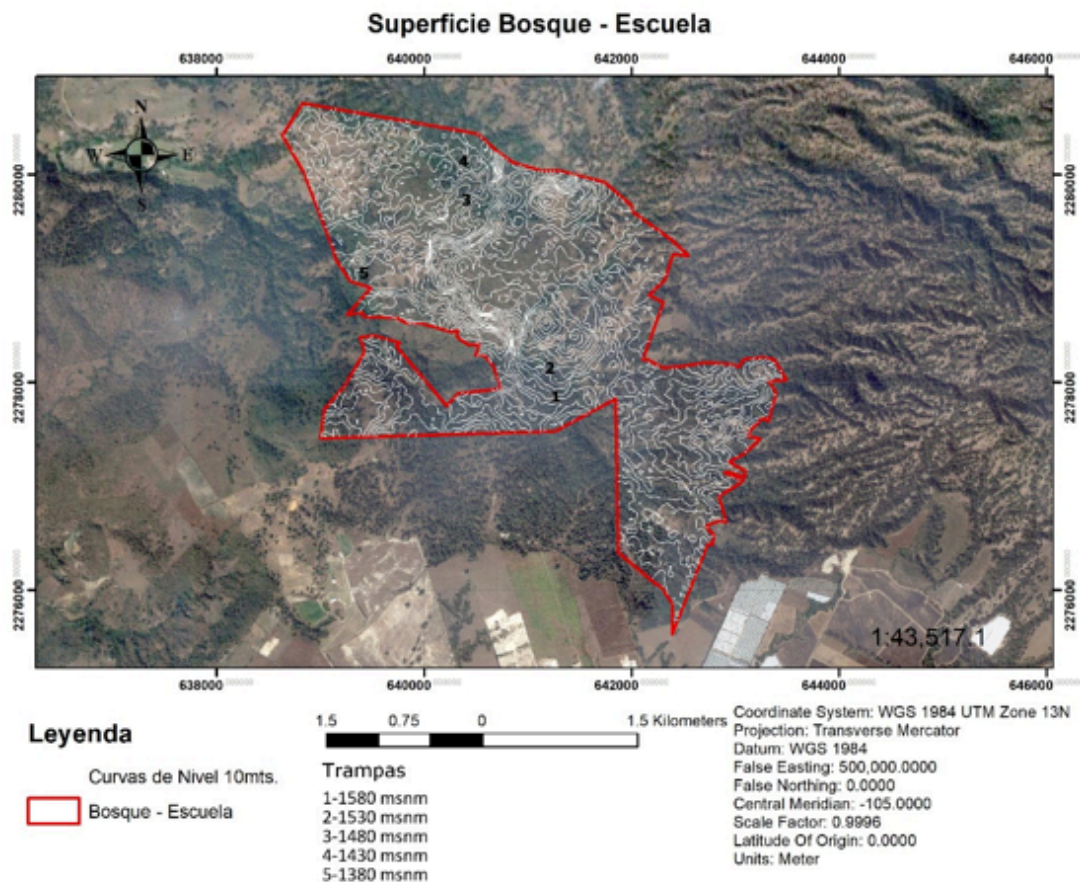 Superficie Bosque - Escuela
638000 640000 642000 644000 646000
N
W E
S
2280000 2280000
4
3
5
2278000 2278000
2
1
2276000 2276000
1:43,517.1
638000 640000 642000 644000 646000
Leyenda
Curvas de Nivel 10mts.
Bosque - Escuela
1.5 0.75 0 1.5 Kilometers
Trampas
1-1580 msnm
2-1530 msnm
3-1480 msnm
4-1430 msnm
5-1380 msnm
Coordinate System: WGS 1984 UTM Zone 13N
Projection: Transverse Mercator
Datum: WGS 1984
False Easting: 500,000.0000
False Northing: 0.0000
Central Meridian: -105.0000
Scale Factor: 0.9996
Latitude Of Origin: 0.0000
Units: Meter